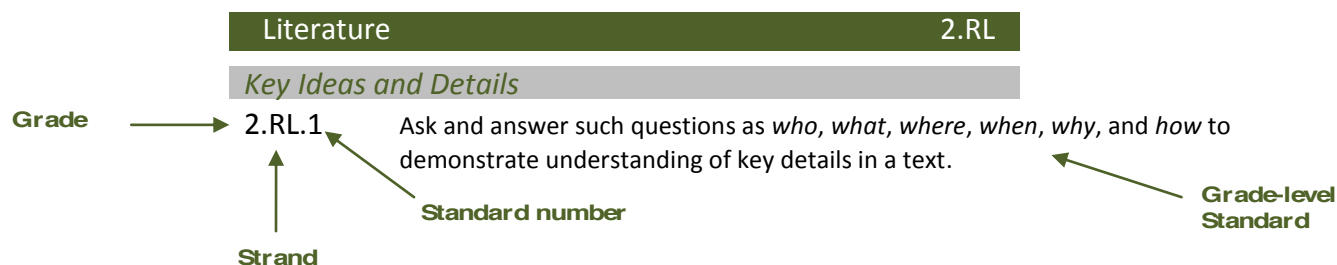 Literature 2.RL
Key Ideas and Details
Grade 2.RL.1 Ask and answer such questions as who, what, where, when, why, and how to
demonstrate understanding of key details in a text.
Standard number
Grade-level
Standard
Strand